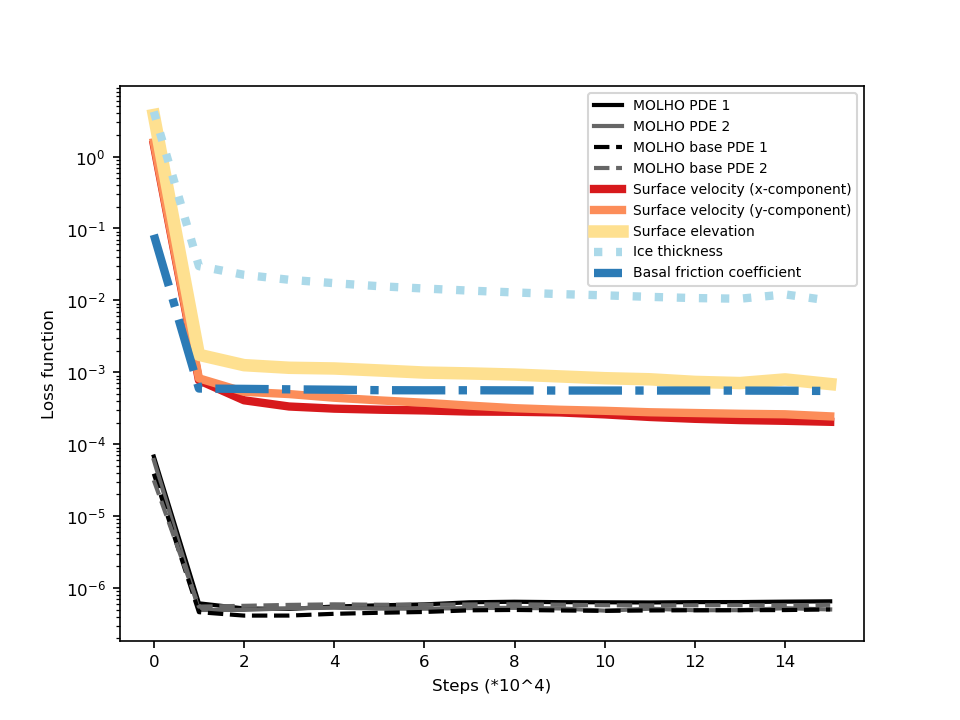 MOLHO PDE 1
MOLHO PDE 2
MOLHO base PDE 1
MOLHO base PDE 2
Surface velocity (x-component)
Surface velocity (y-component)
Surface elevation
Ice thickness
Basal friction coefficient
Loss function
10^0
10^-1
10^-2
10^-3
10^-4
10^-5
10^-6
0 2 4 6 8 10 12 14
Steps (*10^4)